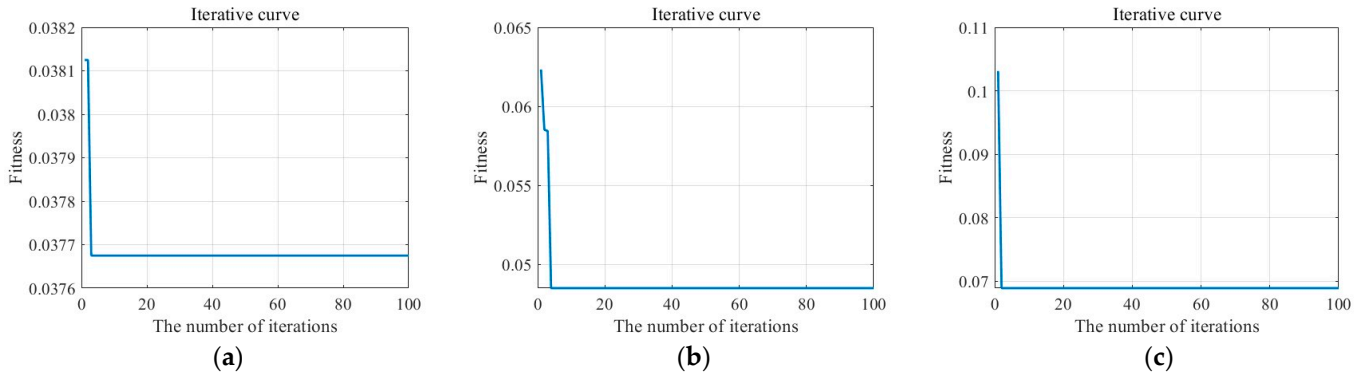 Iterative curve
0.0382
0.0381
0.038
0.0379
0.0378
0.0377
0.0376
Fitness
0 20 40 60 80 100
The number of iterations
(a)
Iterative curve
0.065
0.06
0.055
0.05
Fitness
0 20 40 60 80 100
The number of iterations
(b)
Iterative curve
0.11
0.1
0.09
0.08
0.07
Fitness
0 20 40 60 80 100
The number of iterations
(c)